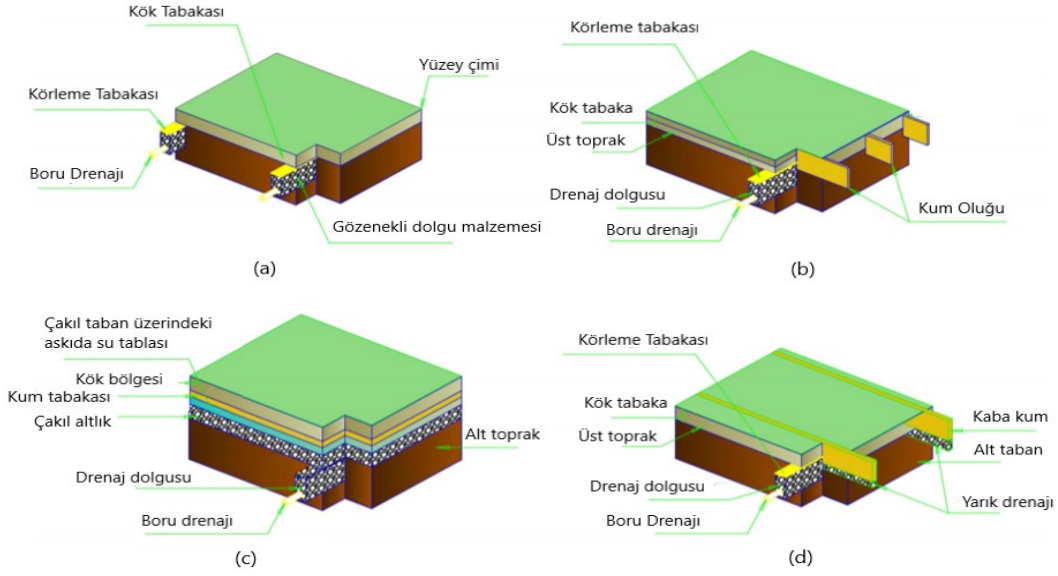 Kök Tabakası
Yüzey çimi
Körleme Tabakası
Boru Drenajı
Gözenekli dolgu malzemesi
(a)
Körleme tabakası
Kök tabaka
Üst toprak
Drenaj dolgusu
Boru drenajı
Kum Oluğu
(b)
Çakıl taban üzerindeki
askıda su tablası
Kök bölgesi
Kum tabakası
Çakıl altlık
Alt toprak
Drenaj dolgusu
Boru drenajı
(c)
Körleme Tabakası
Kök tabaka
Üst toprak
Kaba kum
Alt taban
Drenaj dolgusu
Yarık drenajı
Boru Drenajı
(d)